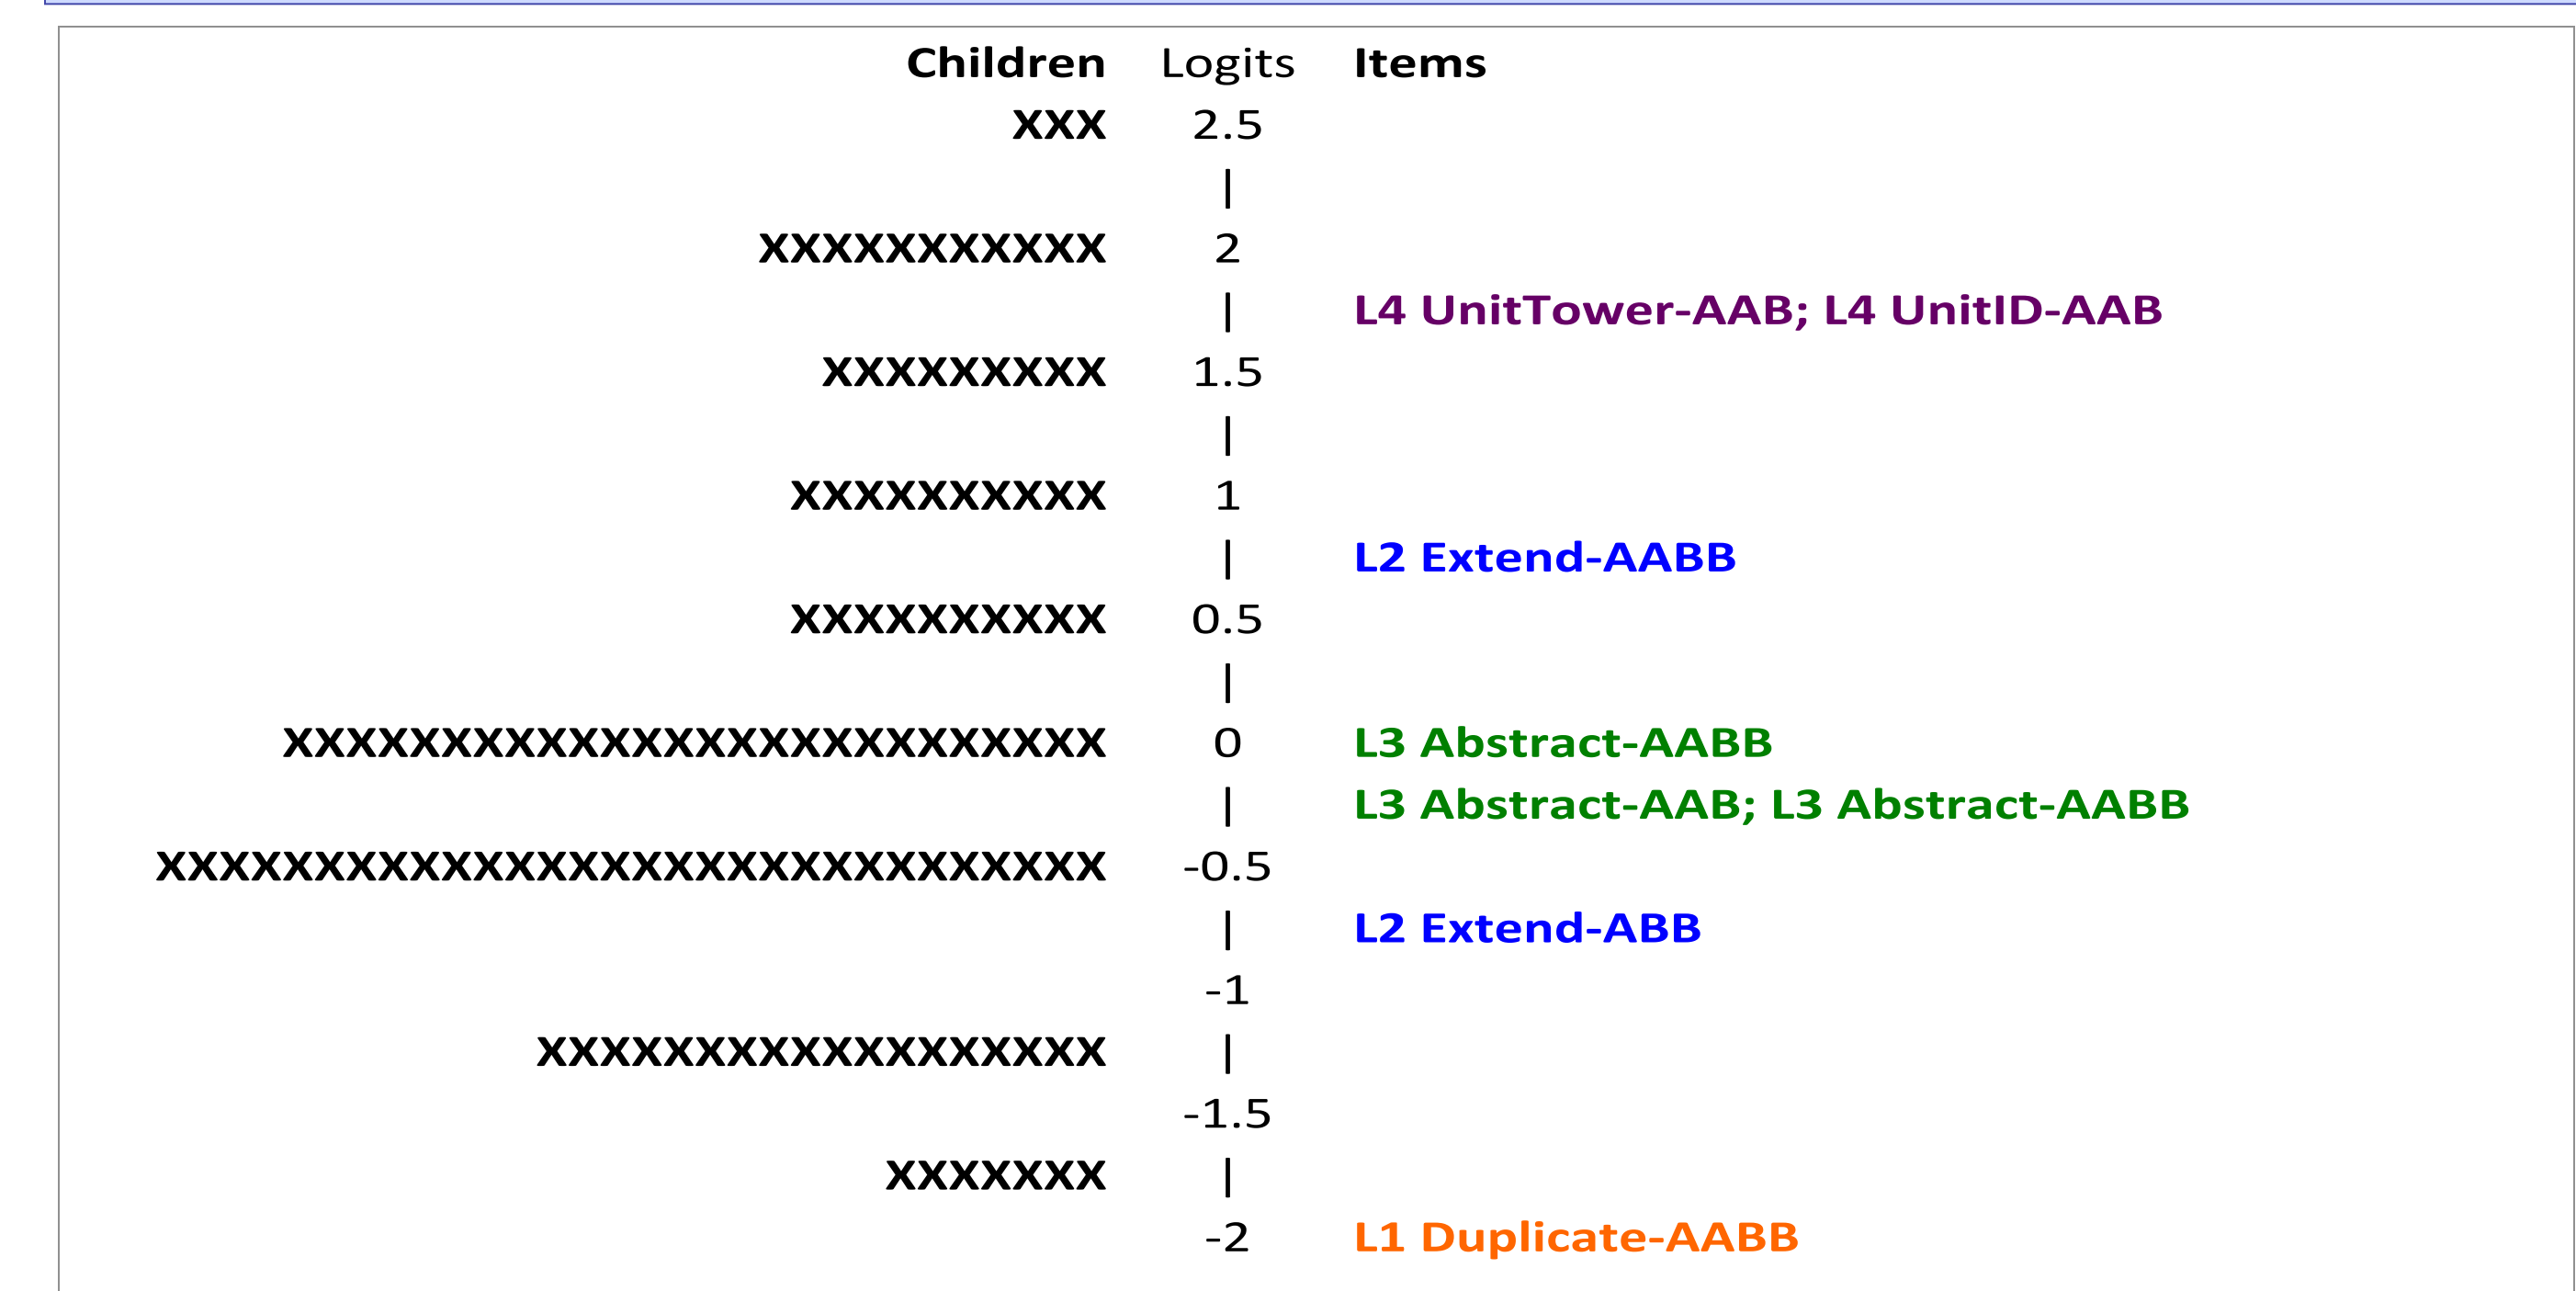 Children Logits Items
XXX 2.5
|
XXXXXXXXXXX 2
| L4 UnitTower-AAB; L4 UnitID-AAB
XXXXXXXXX 1.5
|
XXXXXXXXXX 1
| L2 Extend-AABB
XXXXXXXXXX 0.5
|
XXXXXXXXXXXXXXXXXXXXXXXXXX 0 L3 Abstract-AABB
| L3 Abstract-AAB; L3 Abstract-AABB
XXXXXXXXXXXXXXXXXXXXXXXXXXXXXX -0.5
| L2 Extend-ABB
-1
XXXXXXXXXXXXXXXXXX |
-1.5
XXXXXXX |
-2 L1 Duplicate-AABB